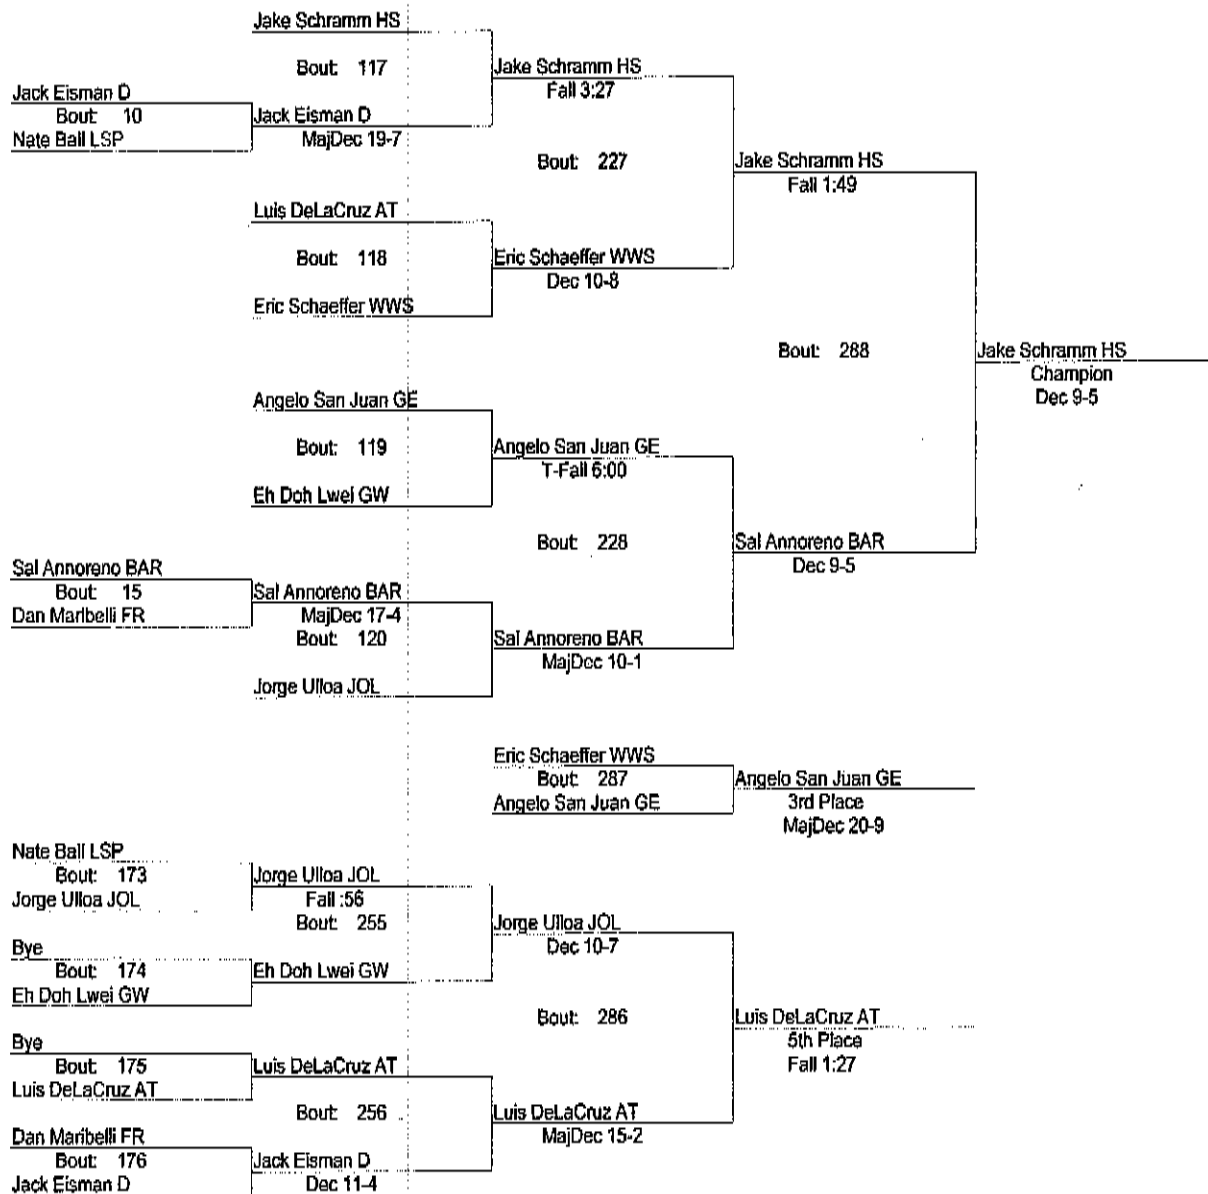 Jake Schramm HS
Bout: 117
Jake Schramm HS
Fall 3:27
Jack Eisman D
Bout: 10
Jack Eisman D
Nate Ball LSP
MajDec 19-7
Bout: 227
Jake Schramm HS
Fall 1:49
Luis DeLaCruz AT
Bout: 118
Eric Schaeffer WWS
Dec 10-8
Eric Schaeffer WWS
Bout: 288
Jake Schramm HS
Champion
Dec 9-5
Angelo San Juan GE
Bout: 119
Angelo San Juan GE
T-Fall 6:00
Eh Doh Lwei GW
Bout: 228
Sal Annoreno BAR
Dec 9-5
Sal Annoreno BAR
Bout: 15
Sal Annoreno BAR
Dan Maribelli FR
MajDec 17-4
Bout: 120
Sal Annoreno BAR
MajDec 10-1
Jorge Ulloa JOL
Eric Schaeffer WWS
Bout: 287
Angelo San Juan GE
Angelo San Juan GE
3rd Place
MajDec 20-9
Nate Ball LSP
Bout: 173
Jorge Ulloa JOL
Jorge Ulloa JOL
Fall :56
Bout: 255
Jorge Ulloa JOL
Dec 10-7
Bye
Bout: 174
Eh Doh Lwei GW
Eh Doh Lwei GW
Bout: 286
Luis DeLaCruz AT
5th Place
Fall 1:27
Bye
Bout: 175
Luis DeLaCruz AT
Luis DeLaCruz AT
Bout: 256
Luis DeLaCruz AT
MajDec 15-2
Dan Maribelli FR
Bout: 176
Jack Eisman D
Jack Eisman D
Dec 11-4